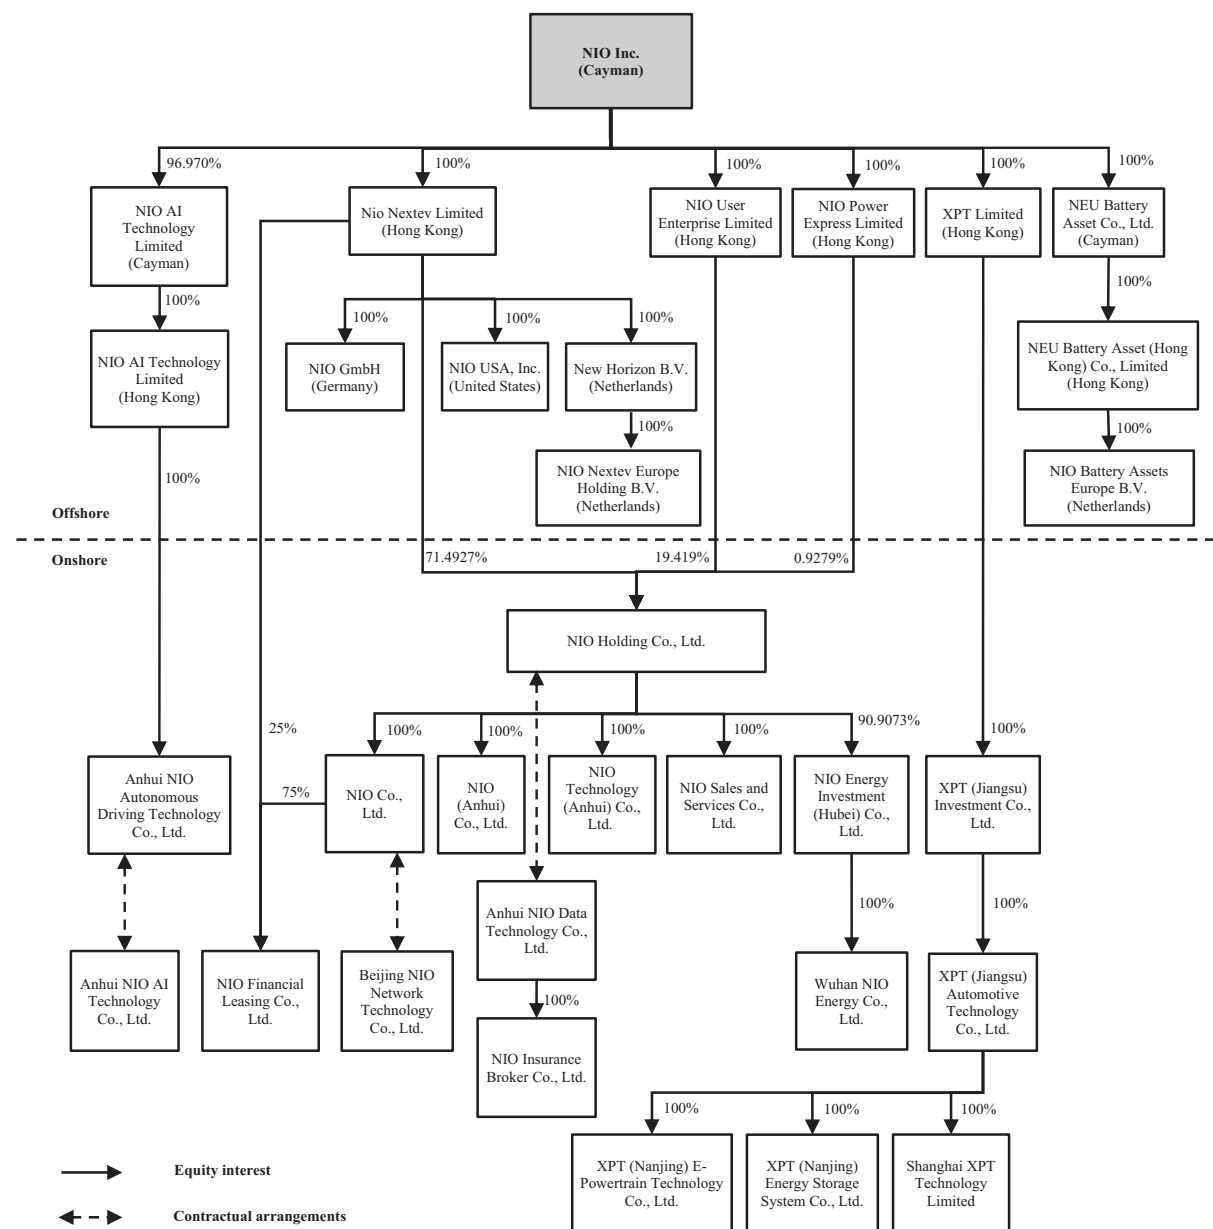 NIO Inc.
(Cayman)
96.970%
100%
100%
100%
100%
100%
NIO AI
Technology
Limited
(Cayman)
Nio Nextev Limited
(Hong Kong)
NIO User
Enterprise Limited
(Hong Kong)
NIO Power
Express Limited
(Hong Kong)
XPT Limited
(Hong Kong)
NEU Battery
Asset Co., Ltd.
(Cayman)
100%
100%
100%
100%
100%
NIO AI Technology
Limited
(Hong Kong)
NIO GmbH
(Germany)
NIO USA, Inc.
(United States)
New Horizon B.V.
(Netherlands)
NEU Battery Asset (Hong
Kong) Co., Limited
(Hong Kong)
100%
100%
100%
NIO Nextev Europe
Holding B.V.
(Netherlands)
NIO Battery Assets
Europe B.V.
(Netherlands)
Offshore
Onshore
71.4927%
19.419%
0.9279%
NIO Holding Co., Ltd.
25%
100%
100%
100%
100%
90.9073%
100%
75%
Anhui NIO
Autonomous
Driving Technology
Co., Ltd.
NIO Co.,
Ltd.
NIO
(Anhui)
Co., Ltd.
NIO
Technology
(Anhui) Co.,
Ltd.
NIO Sales and
Services Co.,
Ltd.
NIO Energy
Investment
(Hubei) Co.,
Ltd.
XPT (Jiangsu)
Investment Co.,
Ltd.
100%
100%
Anhui NIO Data
Technology Co.,
Ltd.
Anhui NIO AI
Technology
Co., Ltd.
NIO Financial
Leasing Co.,
Ltd.
Beijing NIO
Network
Technology
Co., Ltd.
Wuhan NIO
Energy Co.,
Ltd.
XPT (Jiangsu)
Automotive
Technology
Co., Ltd.
100%
NIO Insurance
Broker Co., Ltd.
100%
100%
100%
XPT (Nanjing) E-
Powertrain Technology
Co., Ltd.
XPT (Nanjing)
Energy Storage
System Co., Ltd.
Shanghai XPT
Technology
Limited
Equity interest
Contractual arrangements